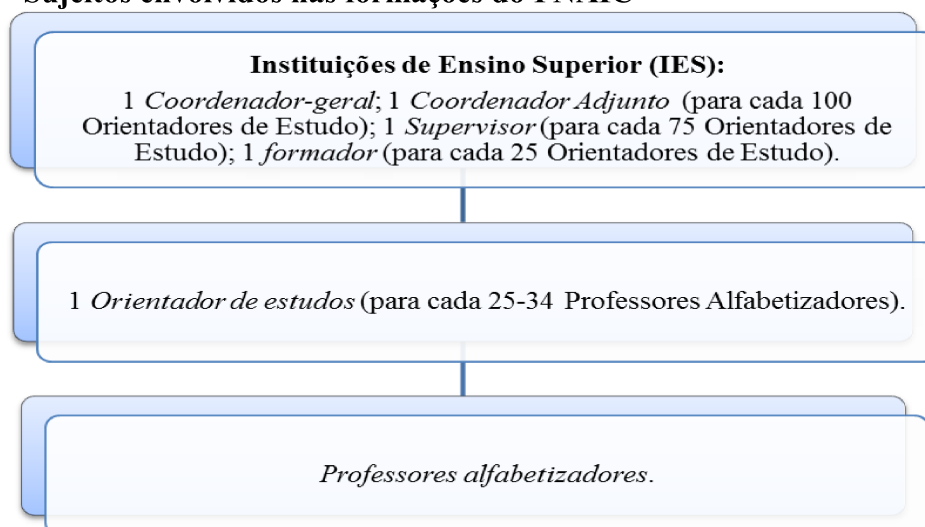 Sujeitos envolvidos nas formações do PNAIC
Instituições de Ensino Superior (IES):
1 Coordenador-geral; 1 Coordenador Adjunto (para cada 100
Orientadores de Estudo); 1 Supervisor (para cada 75 Orientadores de
Estudo); 1 formador (para cada 25 Orientadores de Estudo).
1 Orientador de estudos (para cada 25-34 Professores Alfabetizadores).
Professores alfabetizadores.